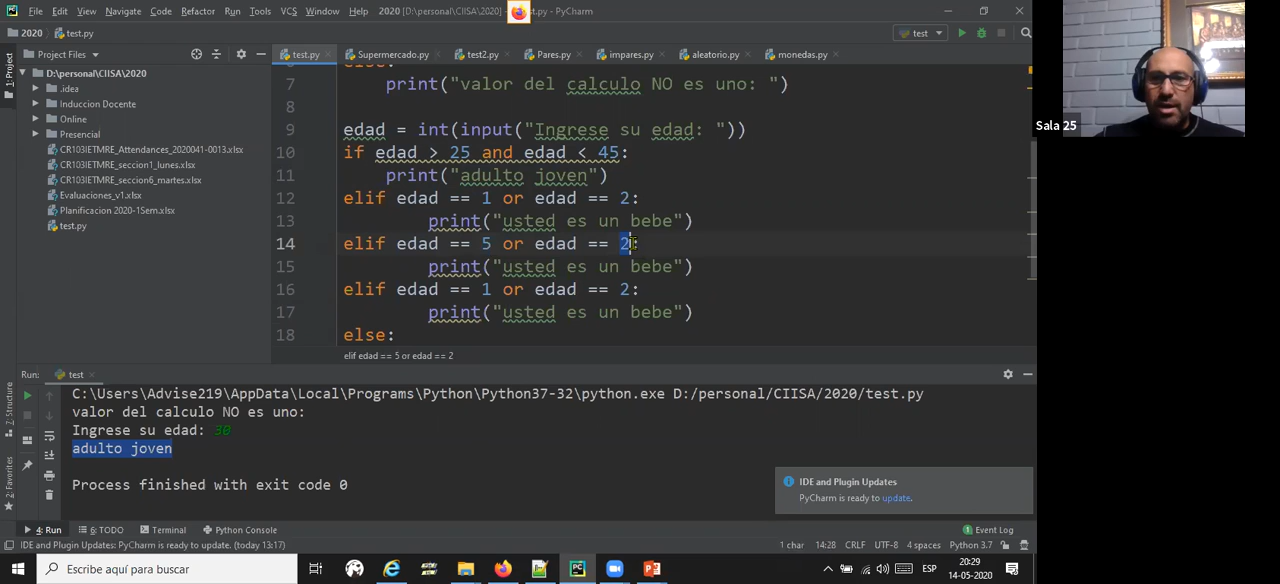 File Edit View Navigate Code Refactor Run Tools VCS Window Help 2020 [D:\personal\CIISA\2020] t.py - PyCharm
2020 test.py
test
Project Files
test.py Supermercado.py test2.py Pares.py impares.py aleatorio.py monedas.py
1: Project
D:\personal\CIISA\2020
.idea
Induccion Docente
Online
Presencial
CR103IETMRE_Attendances_2020041-0013.xlsx
CR103IETMRE_seccion1_lunes.xlsx
CR103IETMRE_seccion6_martes.xlsx
Evaluaciones_v1.xlsx
Planificacion 2020-1Sem.xlsx
test.py
else:
7 print("valor del calculo NO es uno: ")
8
9 edad = int(input("Ingrese su edad: "))
10 if edad > 25 and edad < 45:
11 print("adulto joven")
12 elif edad == 1 or edad == 2:
13 print("usted es un bebe")
14 elif edad == 5 or edad == 2:
15 print("usted es un bebe")
16 elif edad == 1 or edad == 2:
17 print("usted es un bebe")
18 else:
elif edad == 5 or edad == 2
Sala 25
Run: test
C:\Users\Advise219\AppData\Local\Programs\Python\Python37-32\python.exe D:/personal/CIISA/2020/test.py
valor del calculo NO es uno:
Ingrese su edad: 30
adulto joven
Process finished with exit code 0
7: Structure
2: Favorites
IDE and Plugin Updates
PyCharm is ready to update.
4: Run 6: TODO Terminal Python Console Event Log
IDE and Plugin Updates: PyCharm is ready to update. (today 13:17) 1 char 14:28 CRLF UTF-8 4 spaces Python 3.7
Escribe aquí para buscar
ESP
20:29
14-05-2020